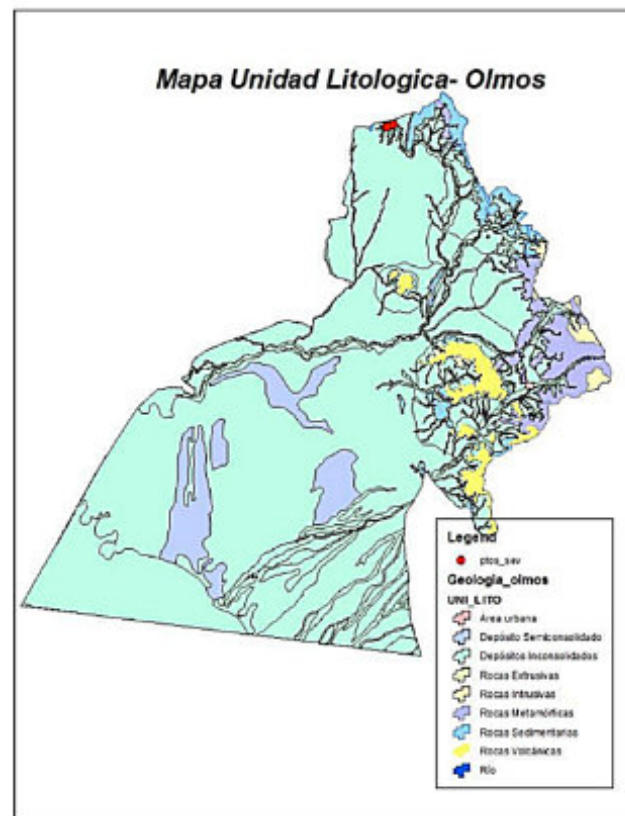 Mapa Unidad Litologica- Olmos
Legend
ptos_sev
Geologia_olmos
UNI_LITO
Area urbana
Depósito Semiconsolidado
Depósitos Inconsolidados
Rocas Extrusivas
Rocas Intrusivas
Rocas Metamórficas
Rocas Sedimentarias
Rocas Volcánicas
Río